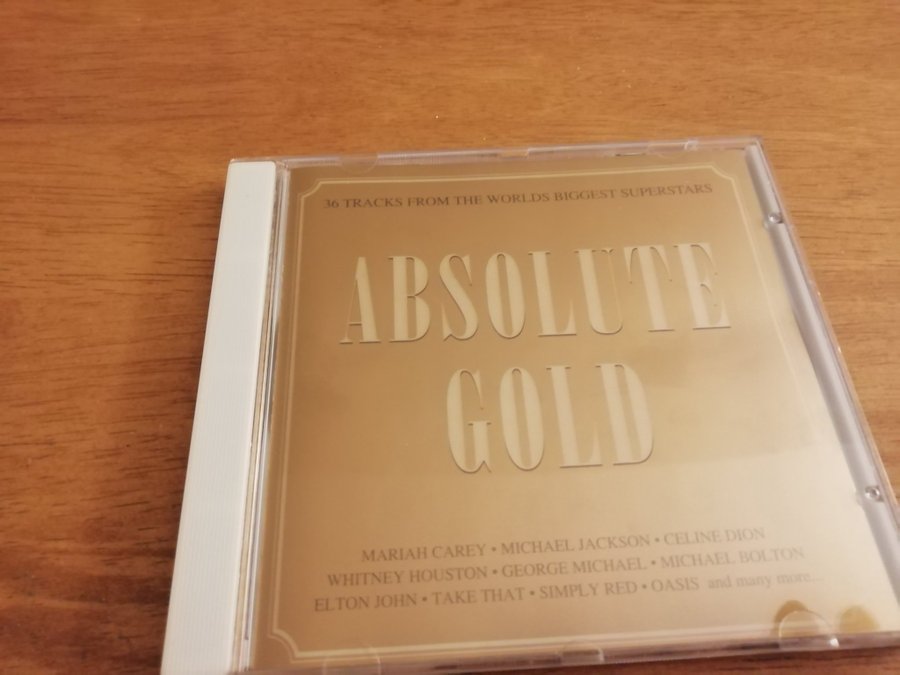 36 TRACKS FROM THE WORLDS BIGGEST SUPERSTARS
ABSOLUTE
GOLD
MARIAH CAREY • MICHAEL JACKSON • CELINE DION
WHITNEY HOUSTON • GEORGE MICHAEL • MICHAEL BOLTON
ELTON JOHN • TAKE THAT • SIMPLY RED • OASIS and many more...